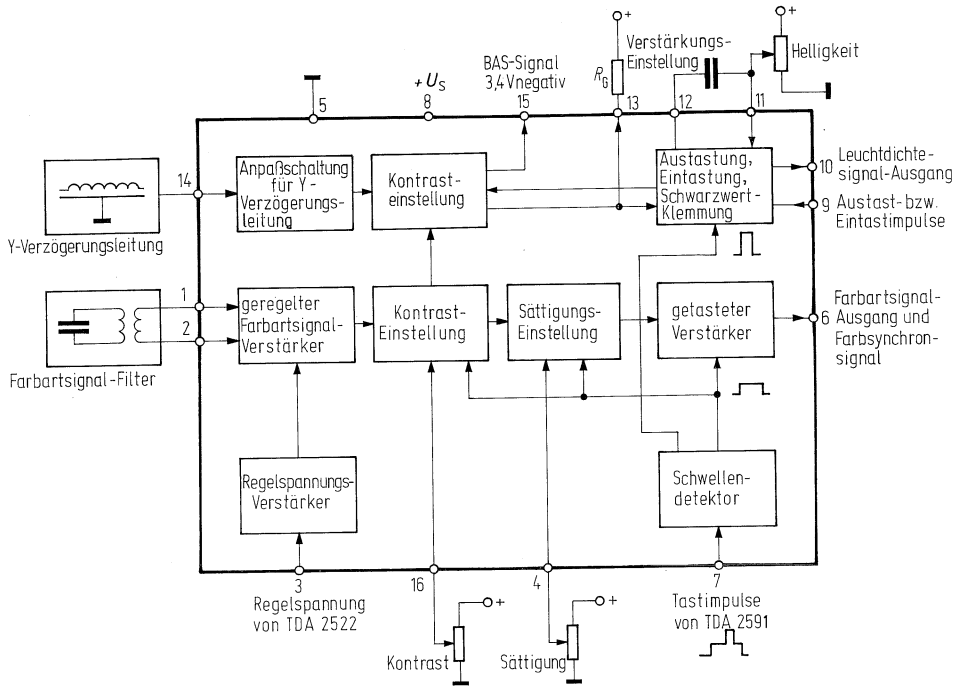 +
+
Verstärkungs-
Einstellung
Helligkeit
BAS-Signal
3,4 V negativ
+U_S
R_G
5
8
15
13
12
11
14
Anpaßschaltung
für Y-
Verzögerungs-
leitung
Kontrast-
einstellung
Austastung,
Eintastung,
Schwarzwert-
Klemmung
10
Leuchtdichte-
signal-Ausgang
9
Austast- bzw.
Eintastimpulse
Y-Verzögerungsleitung
1
2
geregelter
Farbartsignal-
Verstärker
Kontrast-
Einstellung
Sättigungs-
Einstellung
getasteter
Verstärker
6
Farbartsignal-
Ausgang und
Farbsynchron-
signal
Farbartsignal-Filter
Regelspannungs-
Verstärker
Schwellen-
detektor
3
16
4
7
Regelspannung
von TDA 2522
+
+
Tastimpulse
von TDA 2591
Kontrast
Sättigung